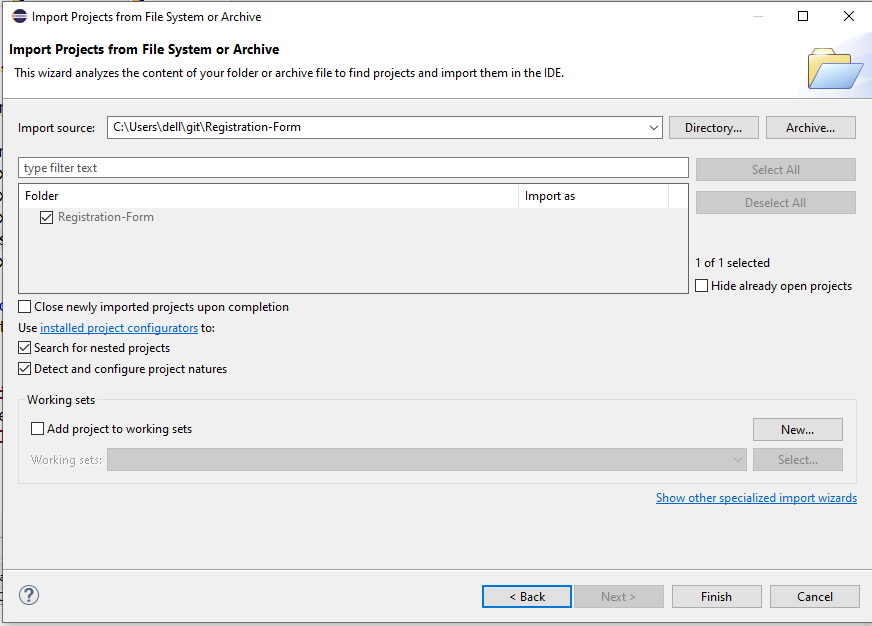 Import Projects from File System or Archive
Import Projects from File System or Archive
This wizard analyzes the content of your folder or archive file to find projects and import them in the IDE.
Import source: C:\Users\dell\git\Registration-Form Directory... Archive...
type filter text Select All
Folder Import as Deselect All
Registration-Form
1 of 1 selected
Hide already open projects
Close newly imported projects upon completion
Use installed project configurators to:
Search for nested projects
Detect and configure project natures
Working sets
Add project to working sets New...
Working sets: Select...
Show other specialized import wizards
? < Back Next > Finish Cancel